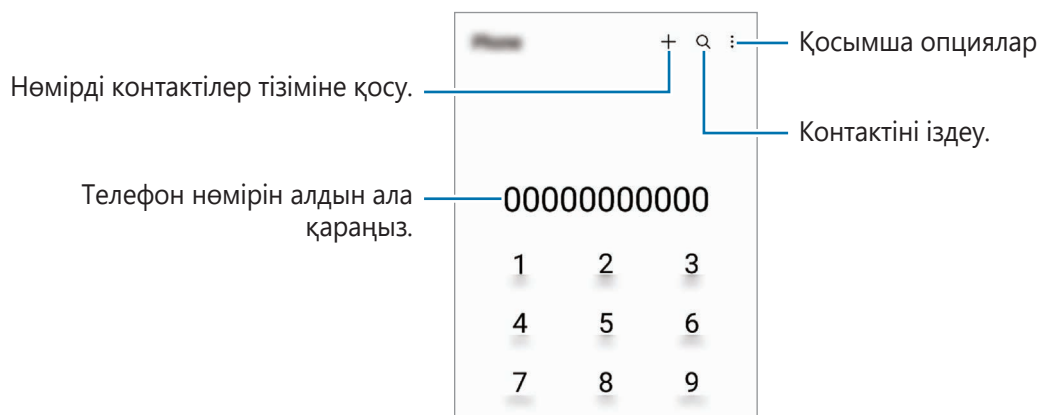 Қосымша опциялар
Нөмірді контактілер тізіміне қосу.
Контактіні іздеу.
Телефон нөмірін алдын ала
қараңыз.
00000000000
1 2 3
4 5 6
7 8 9